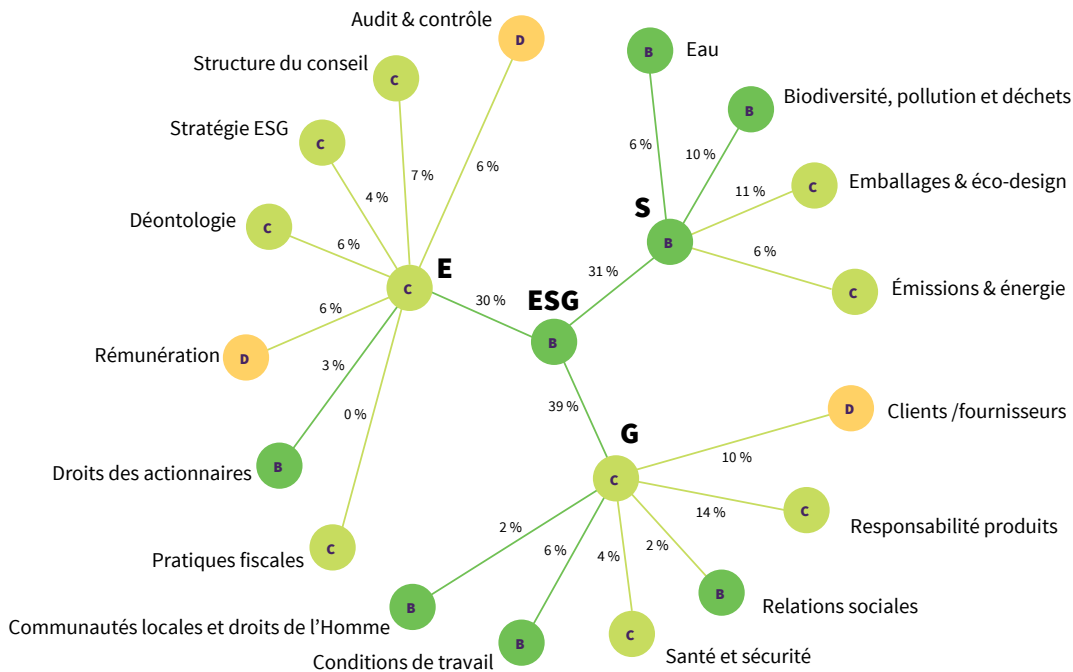 Audit & contrôle
D
Structure du conseil
C
Stratégie ESG
C
Déontologie
C
Rémunération
D
Droits des actionnaires
B
Pratiques fiscales
C
6 %
7 %
4 %
6 %
6 %
3 %
0 %
E
C
30 %
ESG
B
31 %
S
B
Eau
B
6 %
Biodiversité, pollution et déchets
B
10 %
Emballages & éco-design
C
11 %
Émissions & énergie
C
6 %
39 %
G
C
Clients /fournisseurs
D
10 %
Responsabilité produits
C
14 %
Relations sociales
B
2 %
Santé et sécurité
C
4 %
Conditions de travail
B
6 %
Communautés locales et droits de l’Homme
B
2 %